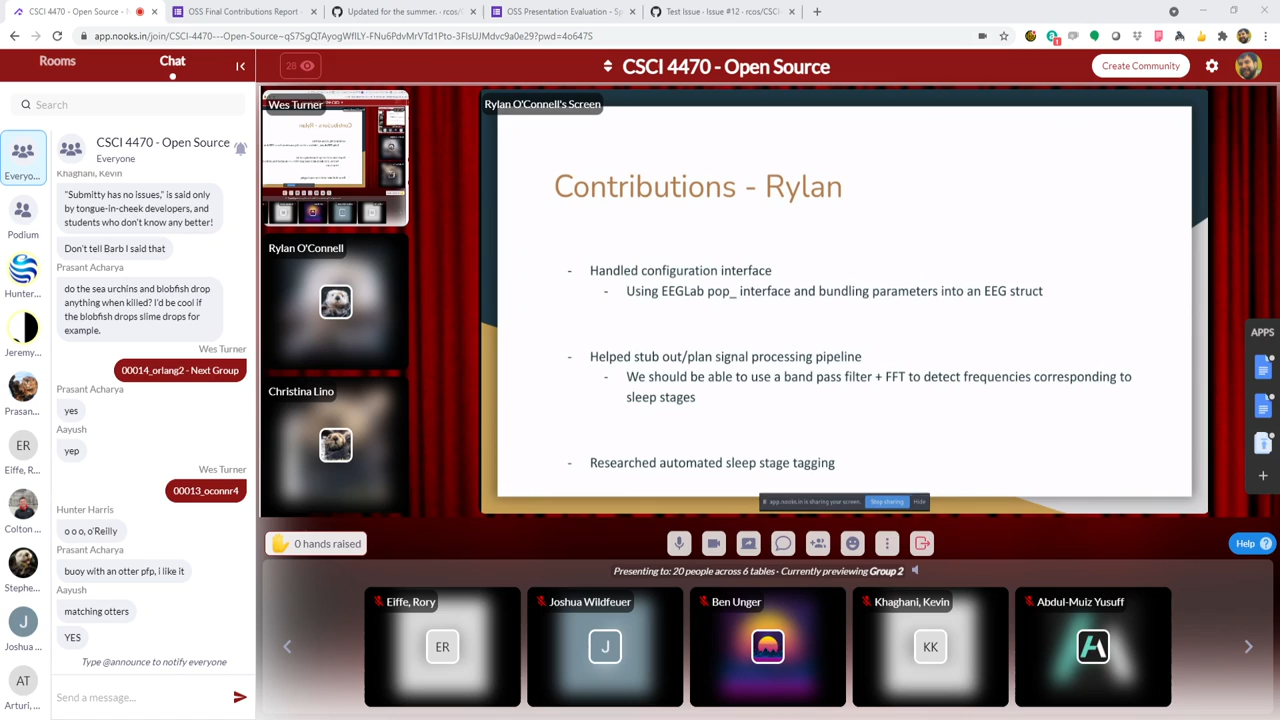 CSCI 4470 - Open Source - N
OSS Final Contributions Report -
Updated for the summer. · rcos/
OSS Presentation Evaluation - Sp
Test Issue · Issue #12 · rcos/CSCI
app.nooks.in/join/CSCI-4470---Open-Source~qS7SgQTAyogWfILY-FNu6PdvMrVTd1Pto-3FIsUJMdvc9a0e29?pwd=4o647S
Rooms
Chat
28
CSCI 4470 - Open Source
Create Community
Search
Everyo...
Podium
Hunter...
Jeremy...
Prasan...
ER
Eiffe, R...
Colton ...
Stephe...
J
Joshua ...
AT
Arturi, ...
CSCI 4470 - Open Source
Everyone
Khaghani, Kevin
"Submitty has no issues," is said only
by tongue-in-cheek developers, and
students who don't know any better!
Don't tell Barb I said that
Prasant Acharya
do the sea urchins and blobfish drop
anything when killed? I'd be cool if
the blobfish drops slime drops for
example.
Wes Turner
00014_orlang2 - Next Group
Prasant Acharya
yes
Aayush
yep
Wes Turner
00013_oconnr4
Hunter Harris
o o o, o'Reilly
Prasant Acharya
buoy with an otter pfp, i like it
Aayush
matching otters
YES
Type @announce to notify everyone
Send a message...
Wes Turner
Rylan O'Connell
Christina Lino
Rylan O'Connell's Screen
Contributions - Rylan
- Handled configuration interface
- Using EEGLab pop_ interface and bundling parameters into an EEG struct
- Helped stub out/plan signal processing pipeline
- We should be able to use a band pass filter + FFT to detect frequencies corresponding to
sleep stages
- Researched automated sleep stage tagging
app.nooks.in is sharing your screen.
Stop sharing
Hide
APPS
0 hands raised
Help
Presenting to: 20 people across 6 tables · Currently previewing Group 2
Eiffe, Rory
ER
Joshua Wildfeuer
J
Ben Unger
Khaghani, Kevin
KK
Abdul-Muiz Yusuff